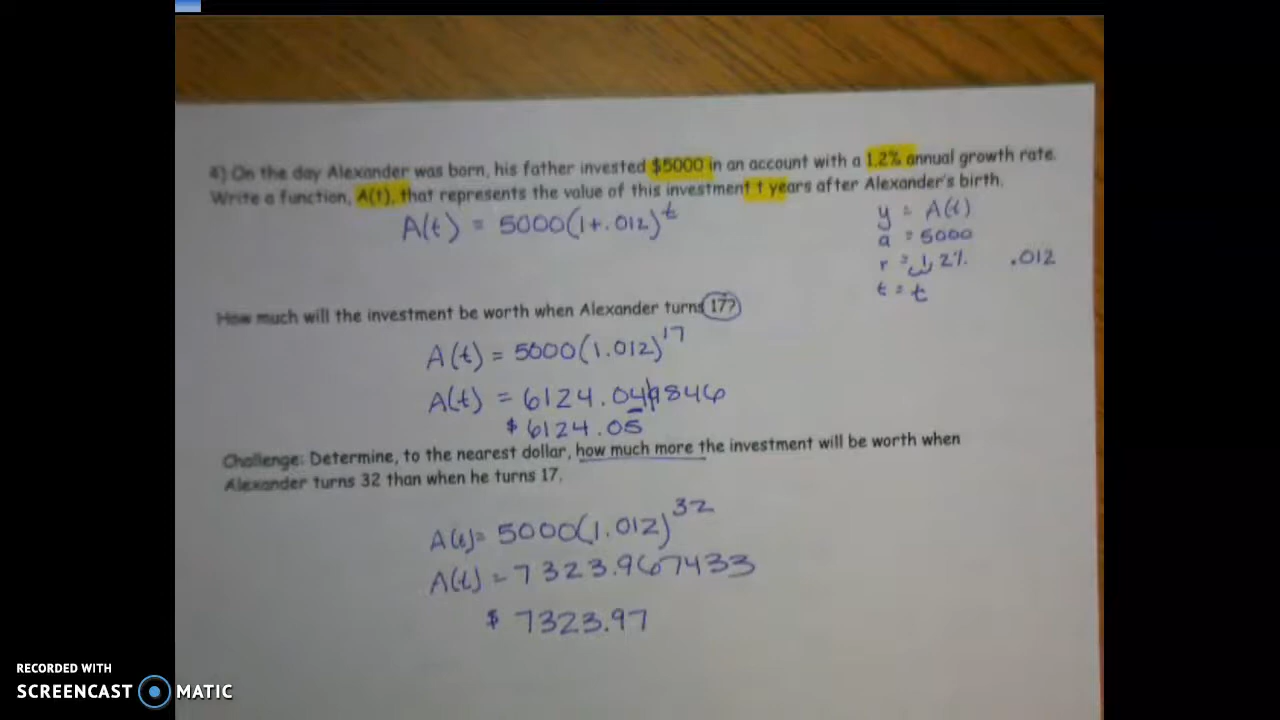 4) On the day Alexander was born, his father invested $5000 in an account with a 1.2% annual growth rate.
Write a function, A(t), that represents the value of this investment t years after Alexander's birth.
A(t) = 5000(1+.012)^t
y = A(t)
a = 5000
r = 1.2% .012
t = t
How much will the investment be worth when Alexander turns 17?
A(t) = 5000(1.012)^17
A(t) = 6124.049846
$6124.05
Challenge: Determine, to the nearest dollar, how much more the investment will be worth when
Alexander turns 32 than when he turns 17.
A(t)= 5000(1.012)^32
A(t) = 7323.967433
$ 7323.97
RECORDED WITH
SCREENCAST MATIC